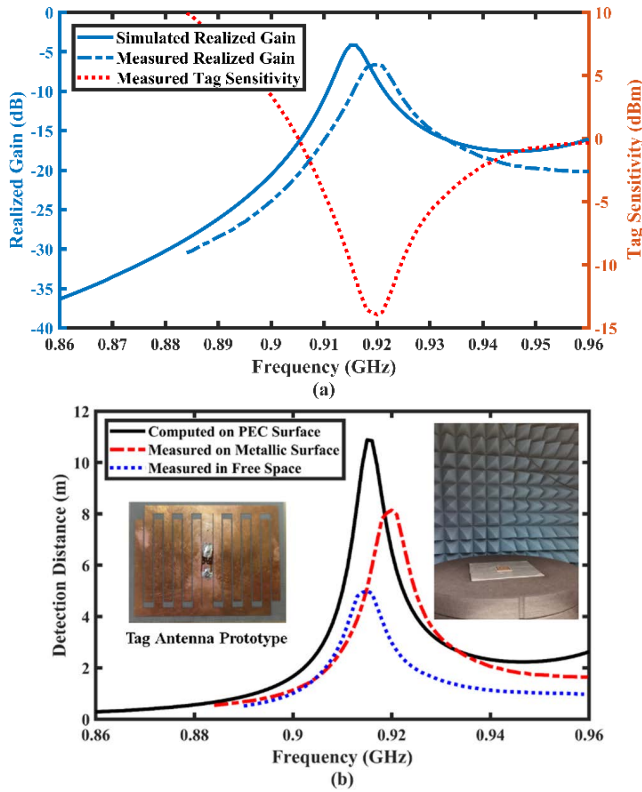 Simulated Realized Gain
Measured Realized Gain
Measured Tag Sensitivity
Realized Gain (dB)
0
-5
-10
-15
-20
-25
-30
-35
-40
Tag Sensitivity (dBm)
10
5
0
-5
-10
-15
0.86 0.87 0.88 0.89 0.9 0.91 0.92 0.93 0.94 0.95 0.96
Frequency (GHz)
(a)
Computed on PEC Surface
Measured on Metallic Surface
Measured in Free Space
Detection Distance (m)
12
10
8
6
4
2
0
Tag Antenna Prototype
0.86 0.88 0.9 0.92 0.94 0.96
Frequency (GHz)
(b)